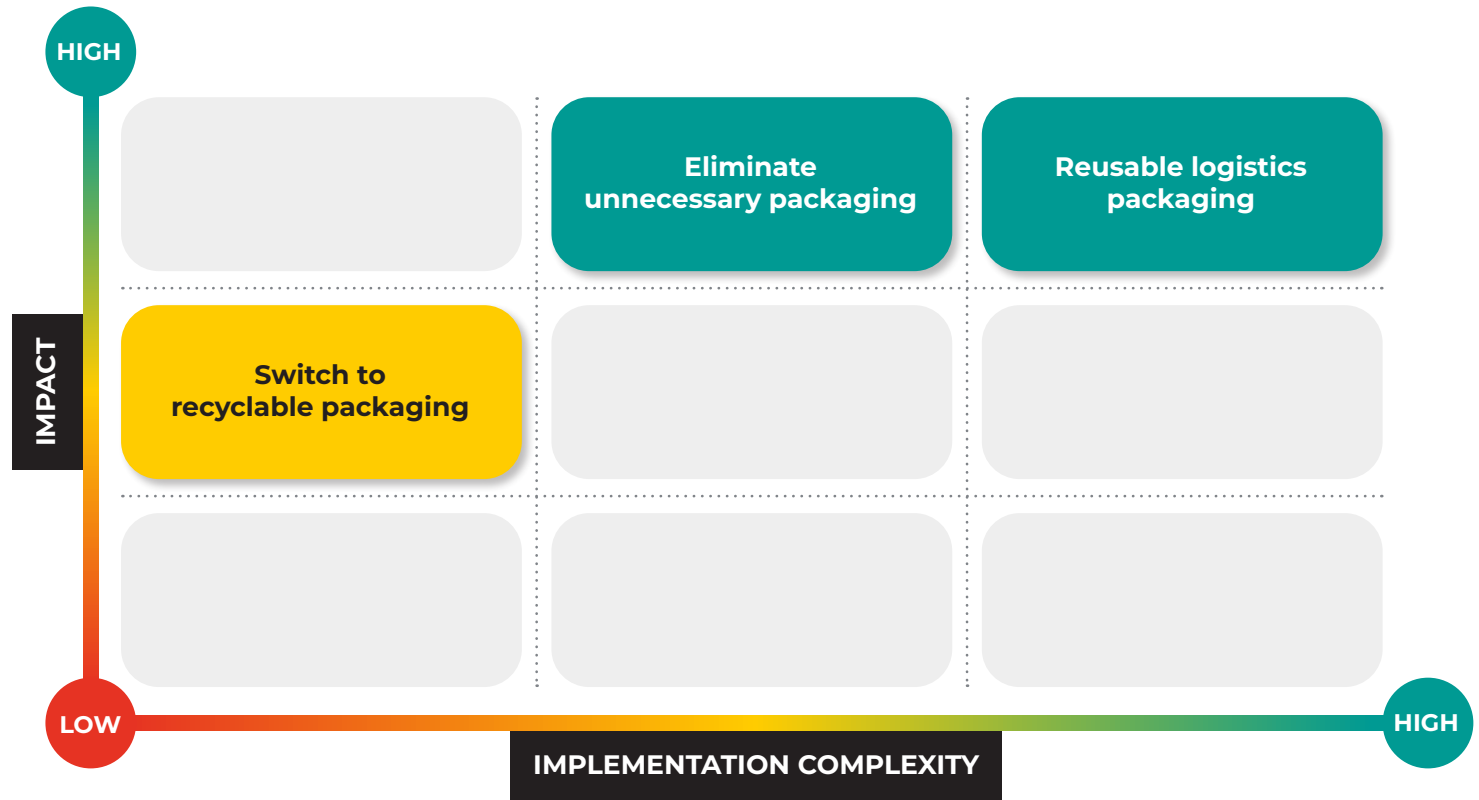 HIGH
Eliminate
unnecessary packaging
Reusable logistics
packaging
IMPACT
Switch to
recyclable packaging
LOW
HIGH
IMPLEMENTATION COMPLEXITY